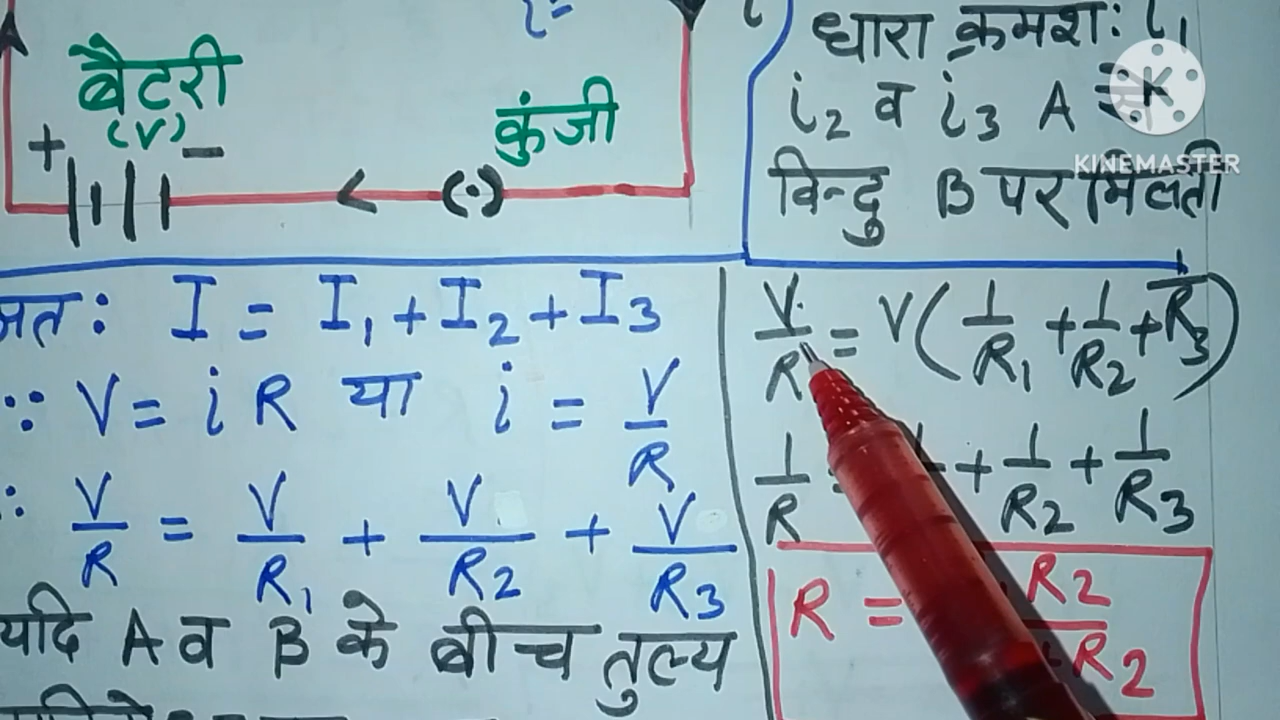 i=
i
बैटरी
(V)
+ −
कुंजी
धारा क्रमशः i₁
i₂ व i₃ A से
विन्दु B पर मिलती
K
KINEMASTER
अतः I = I₁ + I₂ + I₃
∵ V = i R या i = V/R
V/R = V/R₁ + V/R₂ + V/R₃
यदि A व B के बीच तुल्य
V/R = V(1/R₁ + 1/R₂ + 1/R₃)
1/R = + 1/R₂ + 1/R₃
R = R₂ / R₂